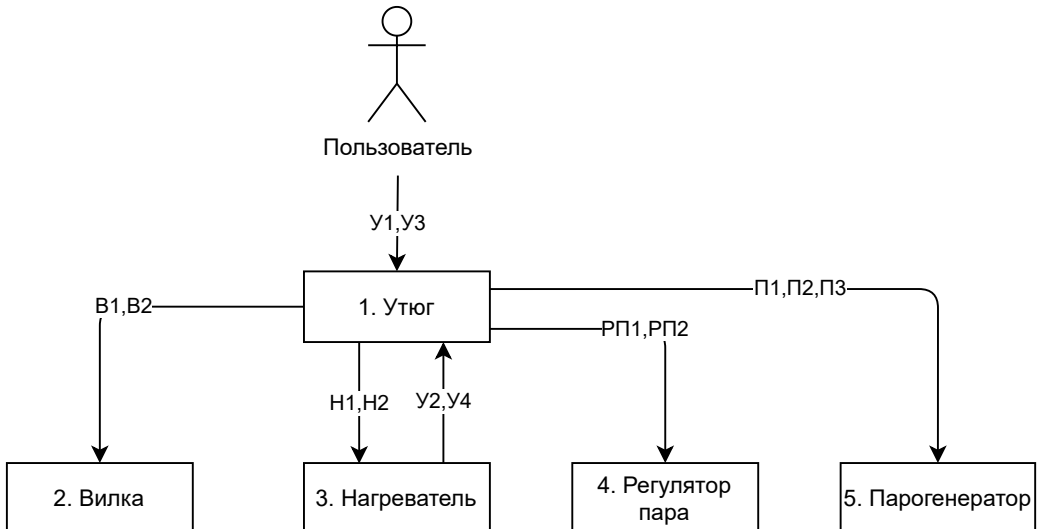 Пользователь
У1,У3
1. Утюг
П1,П2,П3
В1,В2
РП1,РП2
Н1,Н2
У2,У4
2. Вилка
3. Нагреватель
4. Регулятор
пара
5. Парогенератор